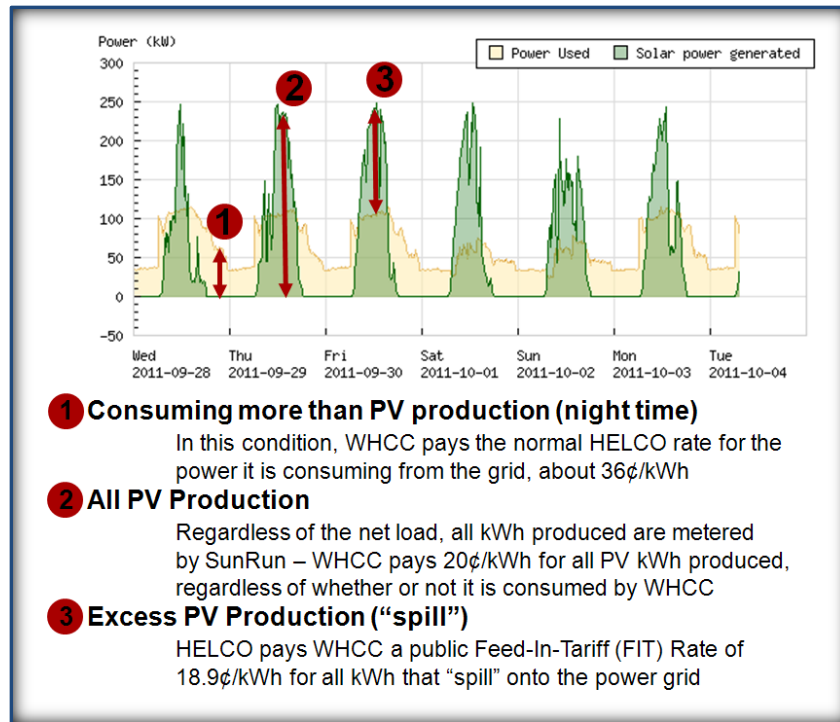 Power (kW)
Power Used
Solar power generated
300
250
200
150
100
50
0
-50
1
2
3
Wed Thu Fri Sat Sun Mon Tue
2011-09-28 2011-09-29 2011-09-30 2011-10-01 2011-10-02 2011-10-03 2011-10-04
1 Consuming more than PV production (night time)
In this condition, WHCC pays the normal HELCO rate for the
power it is consuming from the grid, about 36¢/kWh
2 All PV Production
Regardless of the net load, all kWh produced are metered
by SunRun – WHCC pays 20¢/kWh for all PV kWh produced,
regardless of whether or not it is consumed by WHCC
3 Excess PV Production (“spill”)
HELCO pays WHCC a public Feed-In-Tariff (FIT) Rate of
18.9¢/kWh for all kWh that “spill” onto the power grid